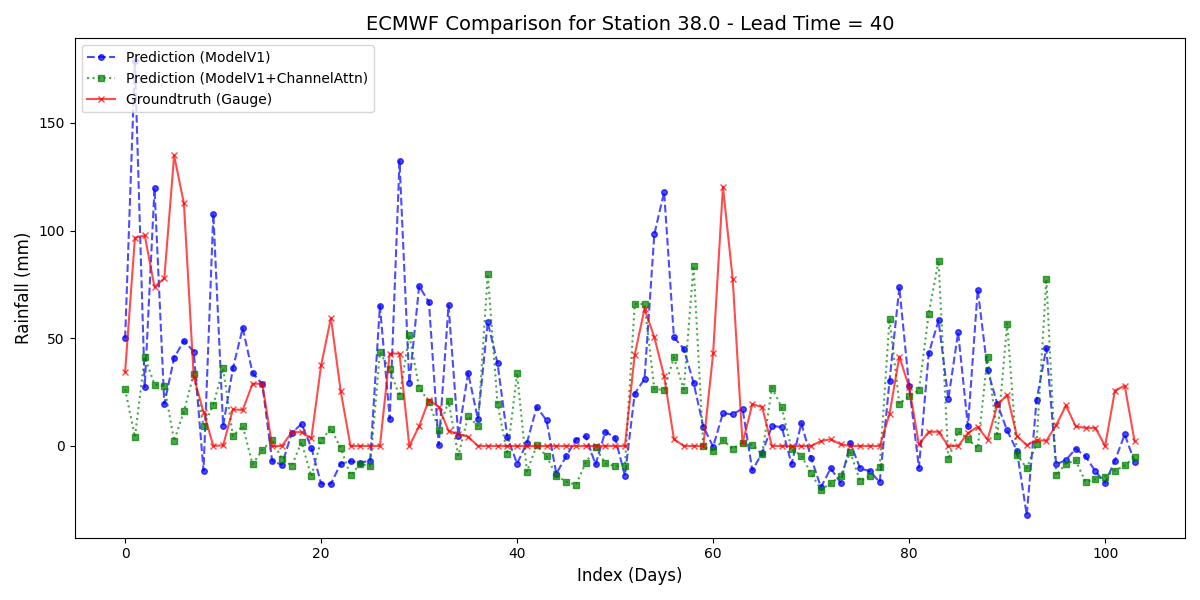 ECMWF Comparison for Station 38.0 - Lead Time = 40
Prediction (ModelV1)
Prediction (ModelV1+ChannelAttn)
Groundtruth (Gauge)
Rainfall (mm)
150
100
50
0
0 20 40 60 80 100
Index (Days)